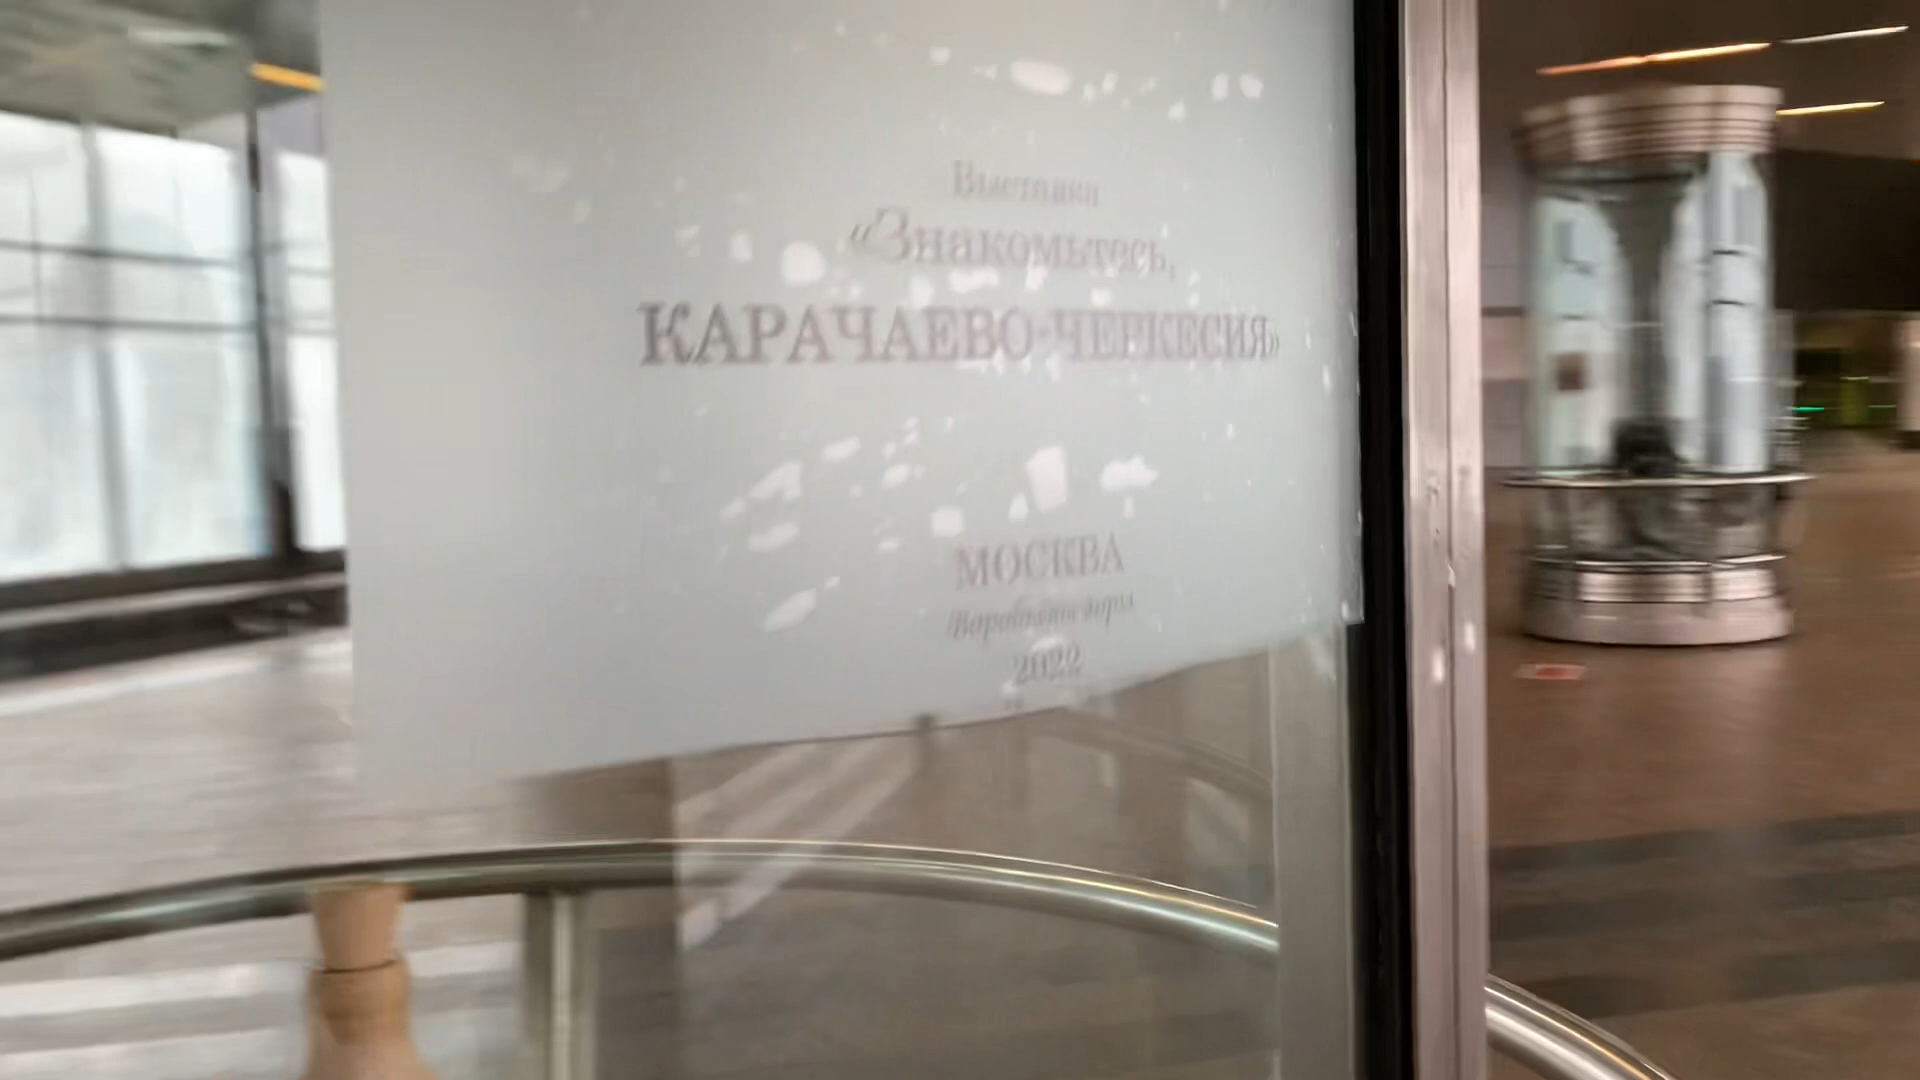 Выставка
«Знакомьтесь,
КАРАЧАЕВО-ЧЕРКЕСИЯ»
МОСКВА
Воробьевы горы
2022